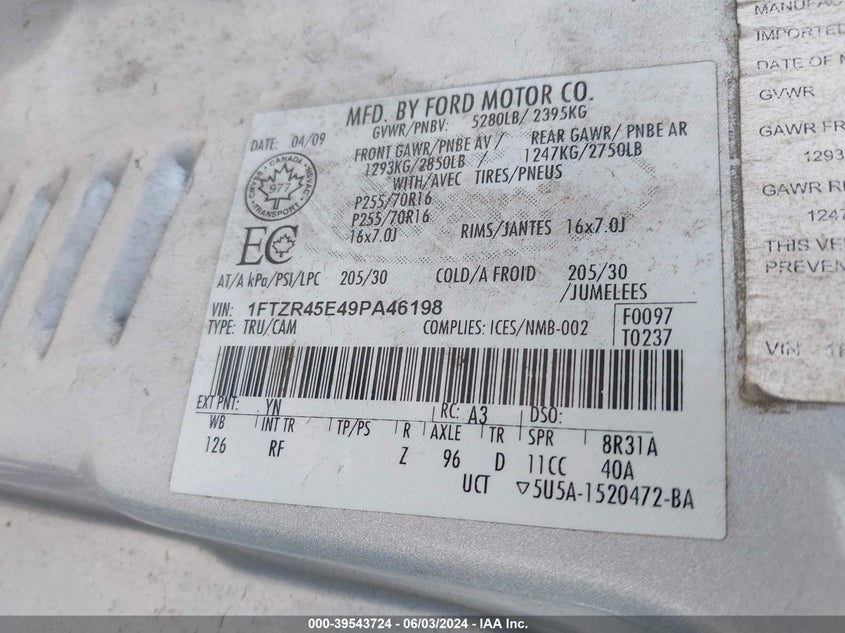 MFD. BY FORD MOTOR CO.
GVWR/PNBV: 5280LB/ 2395KG
DATE: 04/09
FRONT GAWR/PNBE AV/ REAR GAWR/ PNBE AR
1293KG/2850LB / 1247KG/2750LB
WITH/AVEC TIRES/PNEUS
P255/70R16
P255/70R16
16x7.0J RIMS/JANTES 16x7.0J
CANADA
977
TRANSPORT
EC
AT/A kPa/PSI/LPC 205/30 COLD/A FROID 205/30
/JUMELEES
VIN: 1FTZR45E49PA46198
TYPE: TRU/CAM COMPLIES: ICES/NMB-002
F0097
T0237
EXT PNT: YN RC: A3 DSO:
WB INT TR TP/PS R AXLE TR SPR 8R31A
126 RF Z 96 D 11CC 40A
UCT ▽5U5A-1520472-BA
IMPORTED
DATE OF
GVWR
GAWR
1293
GAWR
1247
THIS
VIN
000-39543724 - 06/03/2024 - IAA Inc.